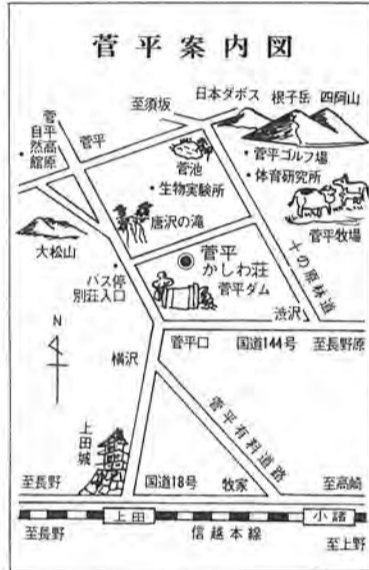 菅平案内図
日本ダボス
根子岳
四阿山
至須坂
菅平
菅平高原
自然館
菅池
・菅平ゴルフ場
・体育研究所
・生物実験所
唐沢の滝
菅平牧場
大松山
菅平
かしわ荘
十の原林道
バス停
別荘入口
菅平ダム
渋沢
N
菅平口
国道144号
至長野原
横沢
菅平有料道路
上田城
至長野
国道18号
牧家
至高崎
上田
信越本線
小諸
至長野
至上野